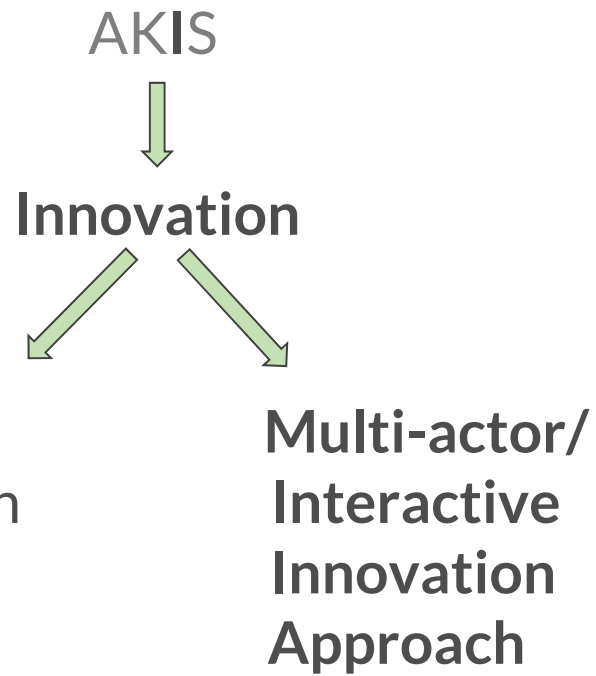 AKIS
Innovation
Multi-actor/
Interactive
Innovation
Approach